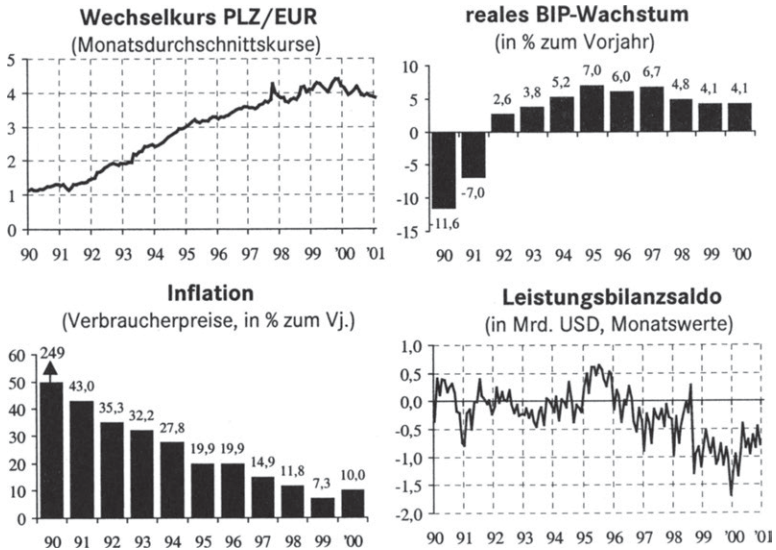 Wechselkurs PLZ/EUR
(Monatsdurchschnittskurse)
5
4
3
2
1
0
90 91 92 93 94 95 96 97 98 99 '00 '01
reales BIP-Wachstum
(in % zum Vorjahr)
10
5
0
-5
-10
-15
-11,6 -7,0 2,6 3,8 5,2 7,0 6,0 6,7 4,8 4,1 4,1
90 91 92 93 94 95 96 97 98 99 '00
Inflation
(Verbraucherpreise, in % zum Vj.)
60
50
40
30
20
10
0
249 43,0 35,3 32,2 27,8 19,9 19,9 14,9 11,8 7,3 10,0
90 91 92 93 94 95 96 97 98 99 '00
Leistungsbilanzsaldo
(in Mrd. USD, Monatswerte)
1,0
0,5
0,0
-0,5
-1,0
-1,5
-2,0
90 91 92 93 94 95 96 97 98 99 '00 '01